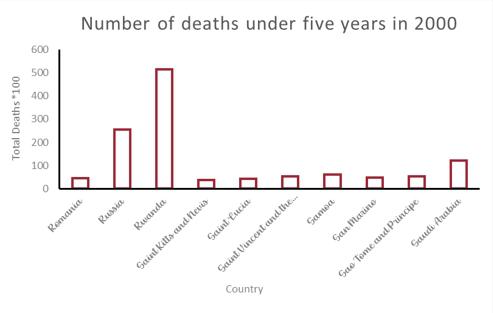 Number of deaths under five years in 2000
Total Deaths *100
600
500
400
300
200
100
0
Romania
Russia
Rwanda
Saint Kitts and Nevis
Saint Lucia
Saint Vincent and the...
Samoa
San Marino
Sao Tome and Principe
Saudi Arabia
Country